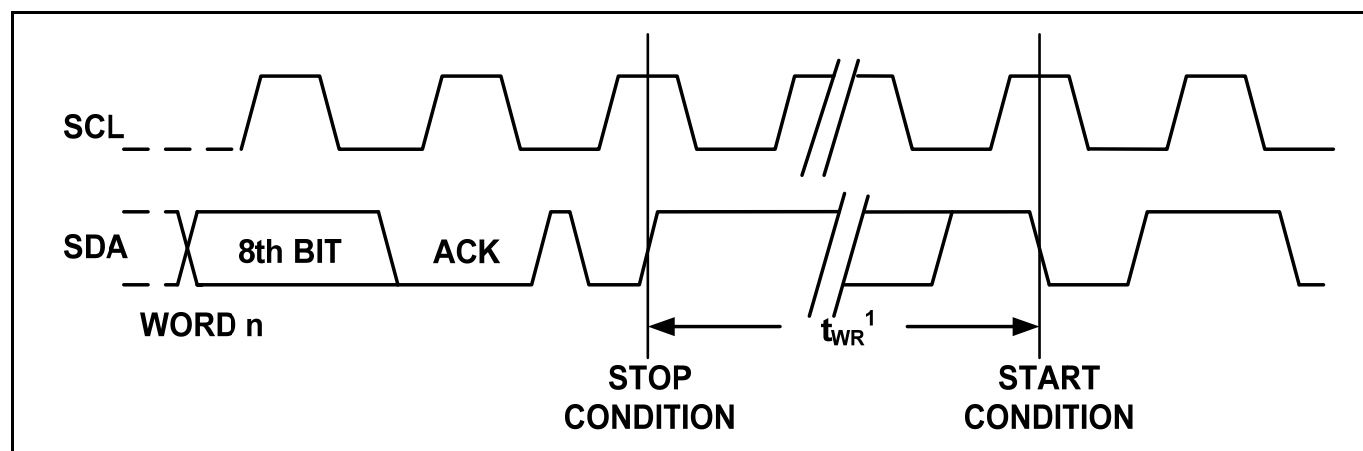 SCL
SDA
8th BIT
ACK
WORD n
tWR1
STOP
CONDITION
START
CONDITION